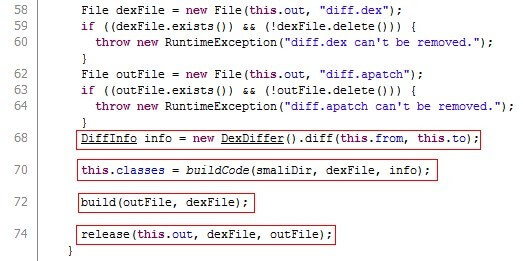 58 File dexFile = new File(this.out, "diff.dex");
59 if ((dexFile.exists()) && (!dexFile.delete())) {
60 throw new RuntimeException("diff.dex can't be removed.");
}
62 File outFile = new File(this.out, "diff.apatch");
63 if ((outFile.exists()) && (!outFile.delete())) {
64 throw new RuntimeException("diff.apatch can't be removed.");
}
68 DiffInfo info = new DexDiffer().diff(this.from, this.to);
70 this.classes = buildCode(smaliDir, dexFile, info);
72 build(outFile, dexFile);
74 release(this.out, dexFile, outFile);
}